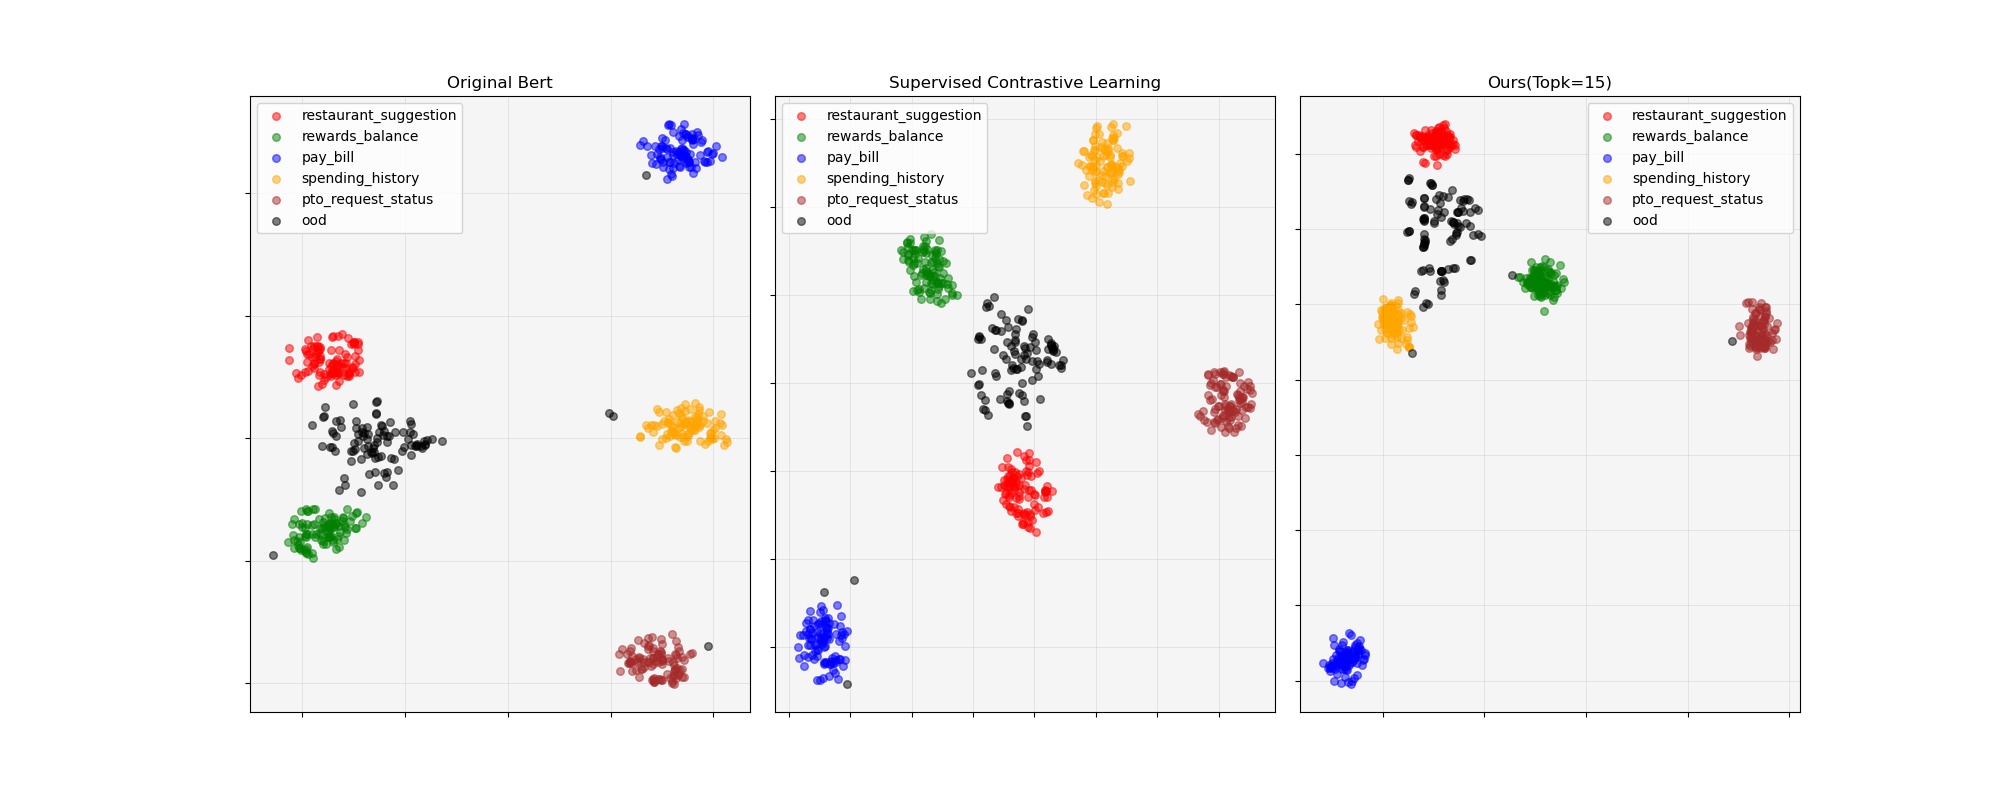 Original Bert
restaurant_suggestion
rewards_balance
pay_bill
spending_history
pto_request_status
ood
Supervised Contrastive Learning
restaurant_suggestion
rewards_balance
pay_bill
spending_history
pto_request_status
ood
Ours(Topk=15)
restaurant_suggestion
rewards_balance
pay_bill
spending_history
pto_request_status
ood